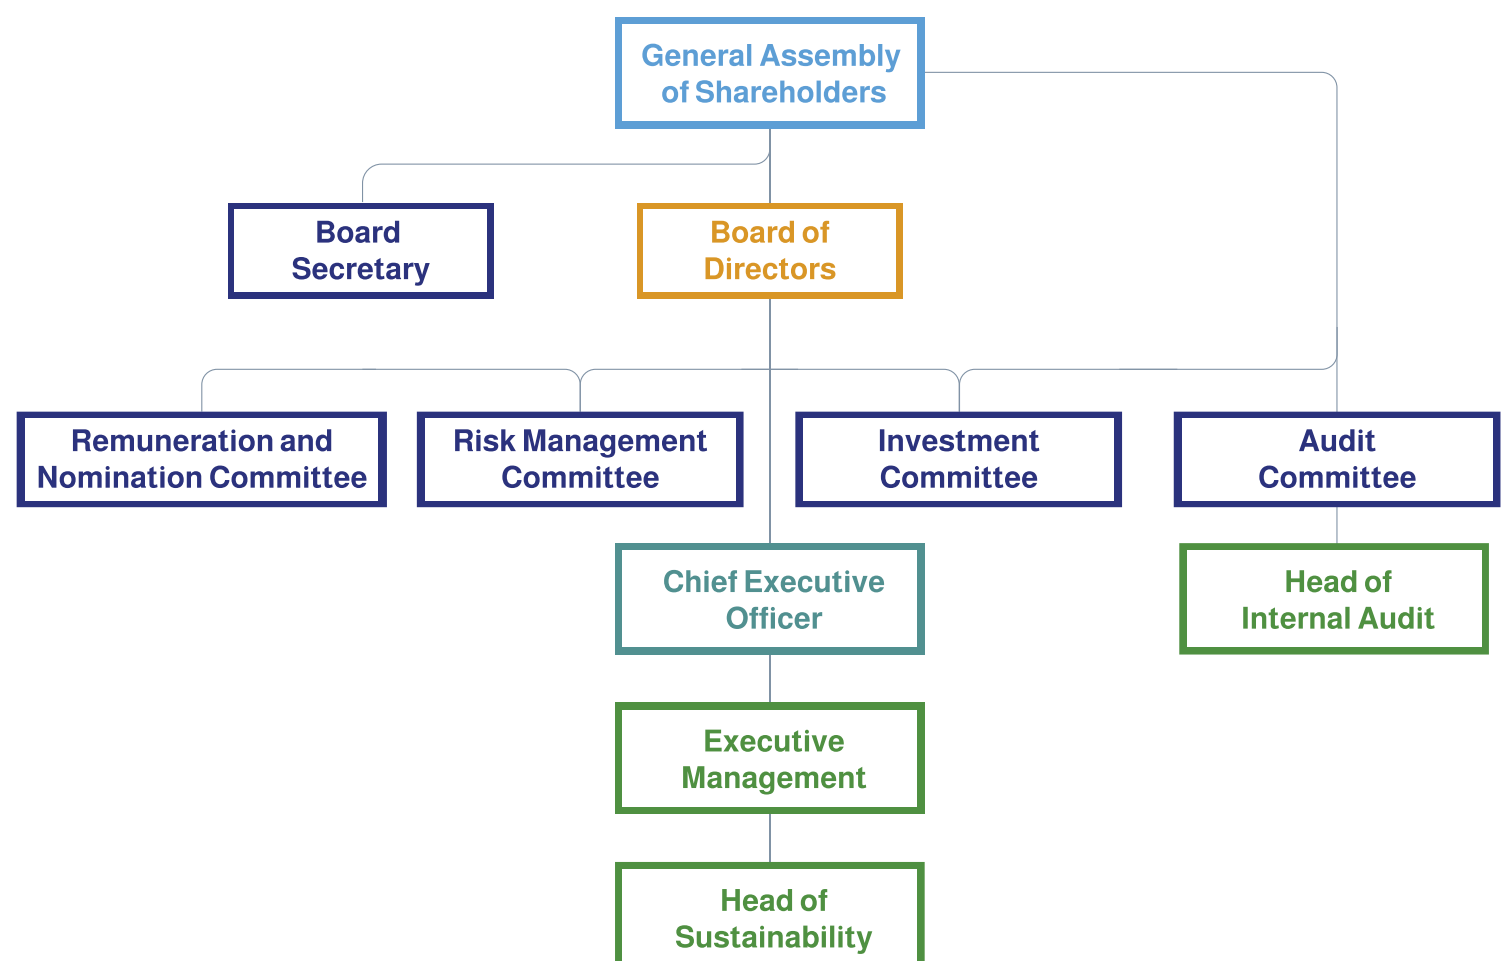 General Assembly
of Shareholders
Board
Secretary
Board of
Directors
Remuneration and
Nomination Committee
Risk Management
Committee
Investment
Committee
Audit
Committee
Chief Executive
Officer
Head of
Internal Audit
Executive
Management
Head of
Sustainability